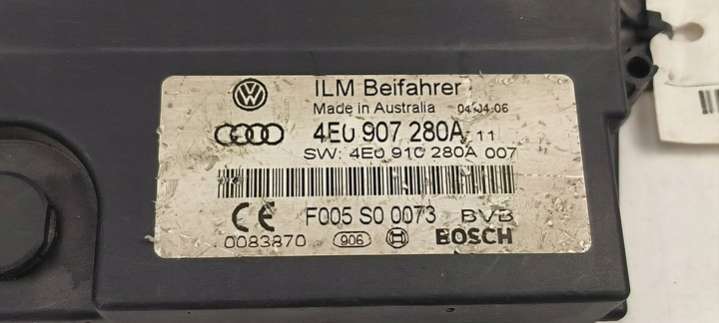 ILM Beifahrer
Made in Australia 04.04.06
4E0 907 280A 11
SW: 4E0 910 280A 007
CE F005 S0 0073 BVB
0083870 906 BOSCH